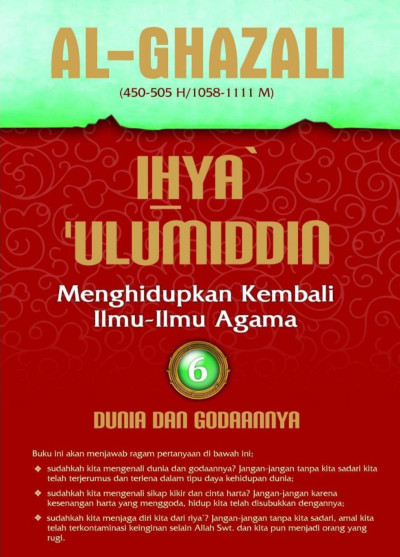 AL-GHAZALI
(450-505 H/1058-1111 M)
IHYA`
'ULUMIDDIN
Menghidupkan Kembali
Ilmu-Ilmu Agama
6
DUNIA DAN GODAANNYA
Buku ini akan menjawab ragam pertanyaan di bawah ini;
❖ sudahkah kita mengenali dunia dan godaannya? Jangan-jangan tanpa kita sadari kita
telah terjerumus dan terlena dalam tipu daya kehidupan dunia;
❖ sudahkah kita mengenali sikap kikir dan cinta harta? Jangan-jangan karena
kesenangan harta yang menggoda, hidup kita telah disubukkan dengannya;
❖ sudahkah kita menjaga diri kita dari riya`? Jangan-jangan tanpa kita sadari, amal kita
telah terkontaminasi keinginan selain Allah Swt. dan kita pun menjadi orang yang
rugi.